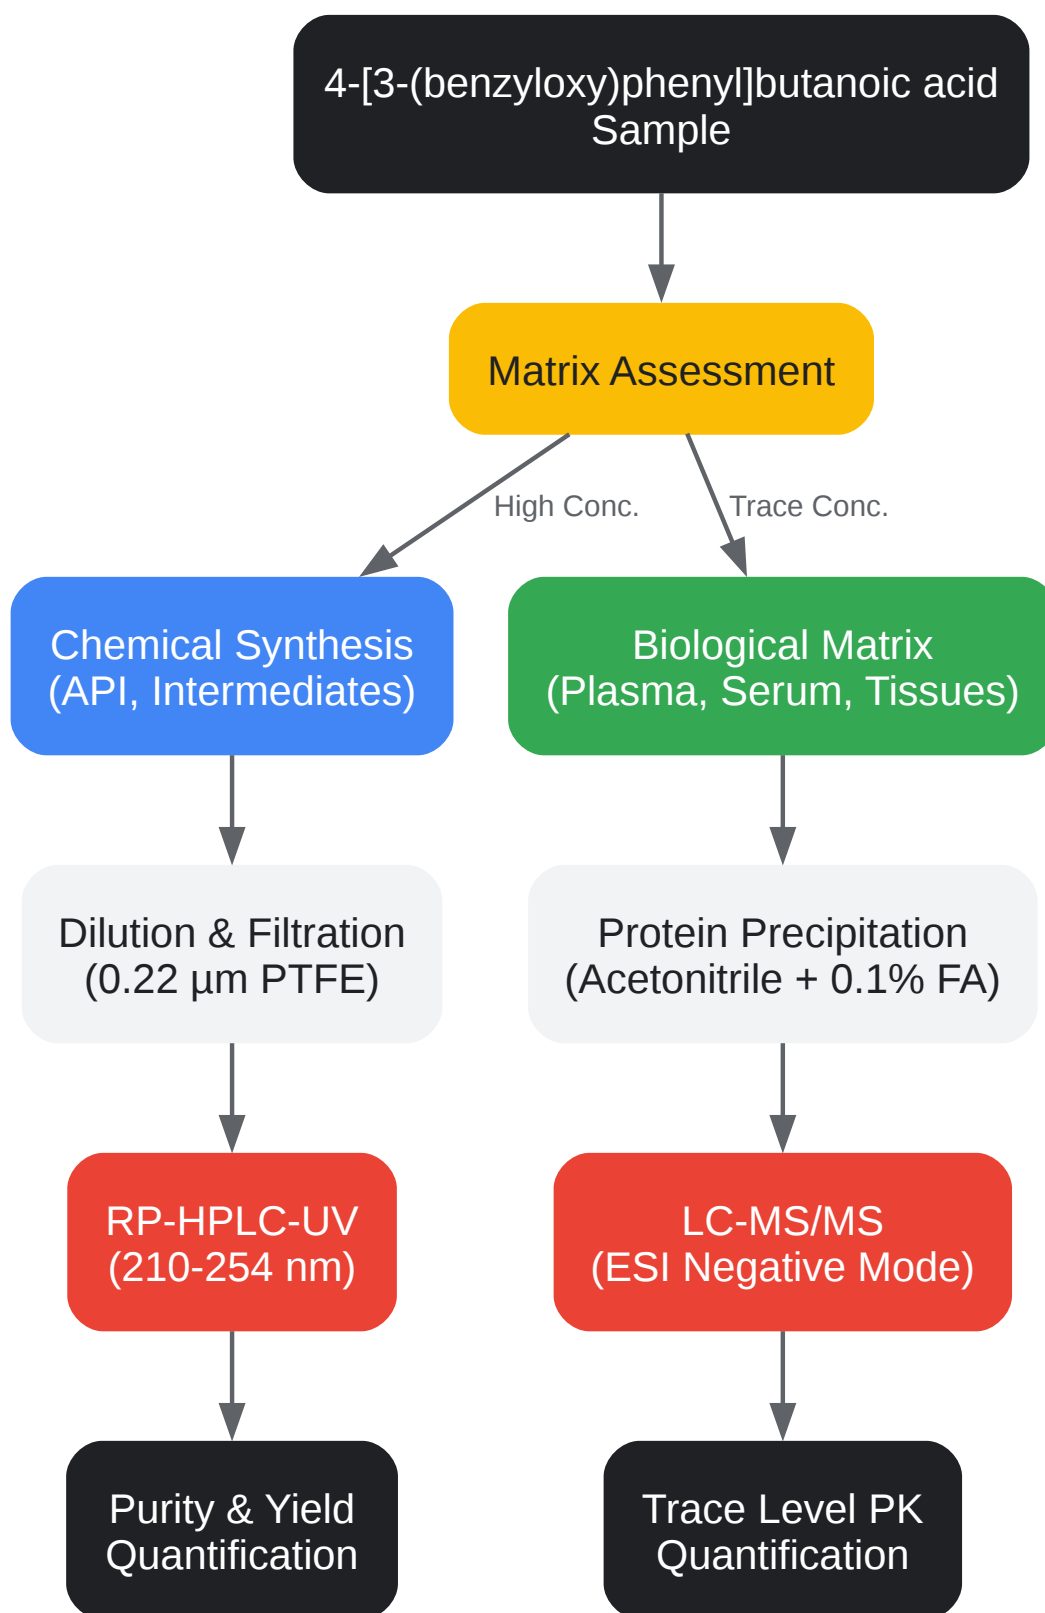 4-[3-(benzyloxy)phenyl]butanoic acid
Sample
Matrix Assessment
High Conc.
Trace Conc.
Chemical Synthesis
(API, Intermediates)
Biological Matrix
(Plasma, Serum, Tissues)
Dilution & Filtration
(0.22 µm PTFE)
Protein Precipitation
(Acetonitrile + 0.1% FA)
RP-HPLC-UV
(210-254 nm)
LC-MS/MS
(ESI Negative Mode)
Purity & Yield
Quantification
Trace Level PK
Quantification